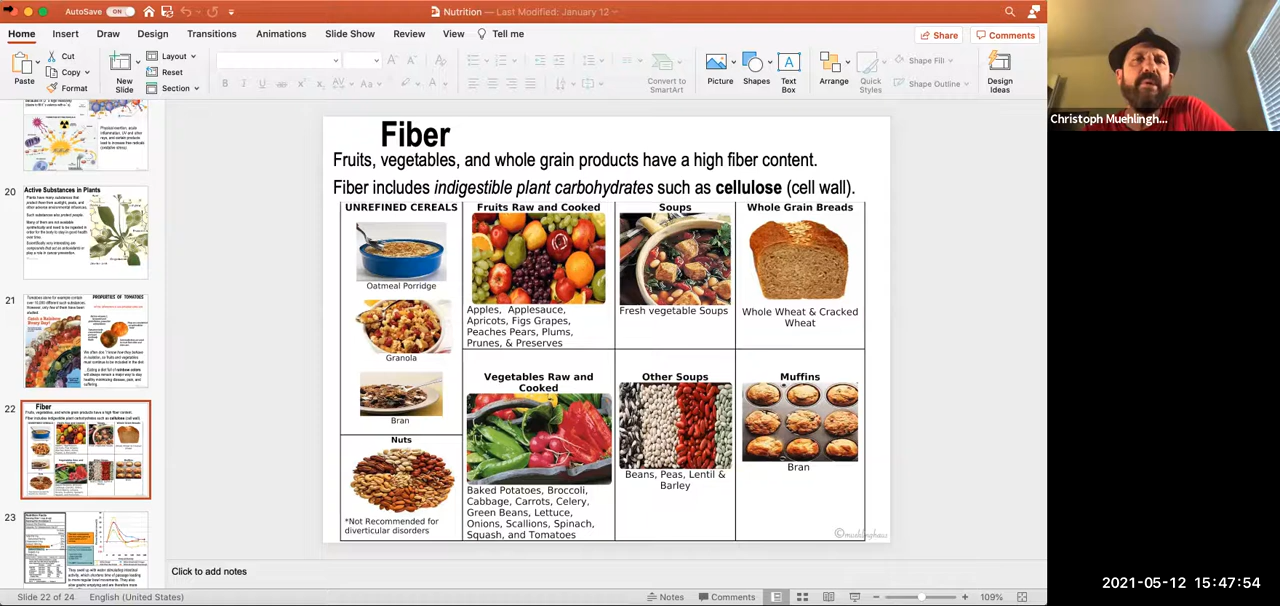 AutoSave ON
Nutrition — Last Modified: January 12
Home Insert Draw Design Transitions Animations Slide Show Review View Tell me
Share Comments
Paste
Cut
Copy
Format
New Slide
Layout
Reset
Section
Convert to SmartArt
Picture
Shapes
Text Box
Arrange
Quick Styles
Shape Fill
Shape Outline
Design Ideas
20
Active Substances in Plants
21
PROPERTIES OF TOMATOES
22
Fiber
23
Fiber
Fruits, vegetables, and whole grain products have a high fiber content.
Fiber includes indigestible plant carbohydrates such as cellulose (cell wall).
UNREFINED CEREALS
Oatmeal Porridge
Granola
Bran
Nuts
*Not Recommended for
diverticular disorders
Raw and Cooked
Apples, Applesauce,
Apricots, Figs Grapes,
Peaches Pears, Plums,
Prunes, & Preserves
Vegetables Raw and
Cooked
Baked Potatoes, Broccoli,
Cabbage, Carrots, Celery,
Green Beans, Lettuce,
Onions, Scallions, Spinach,
Squash, and Tomatoes
Soups
Fresh vegetable Soups
Other Soups
Beans, Peas, Lentil &
Barley
Whole Grain Breads
Whole Wheat & Cracked
Wheat
Muffins
Bran
Click to add notes
Slide 22 of 24 English (United States)
Notes Comments 109%
Christoph Muehlingh...
2021-05-12 15:47:54